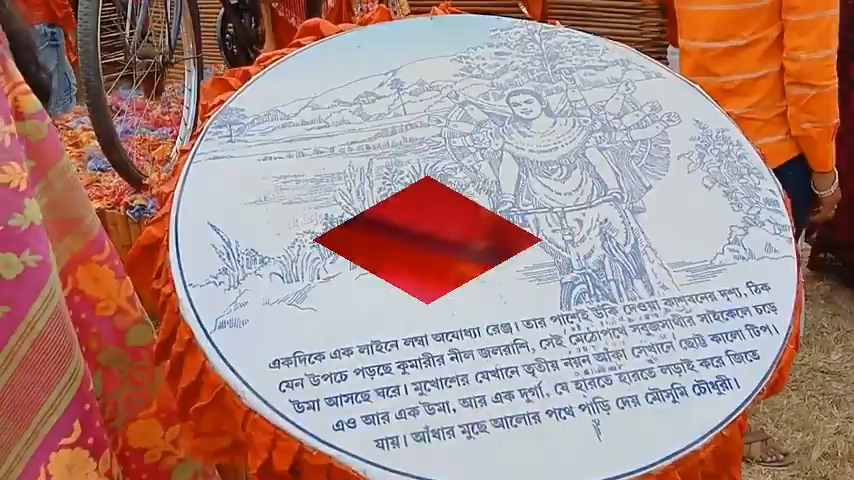 একদিকে এক লাইনে লম্বা অযোধ্যা রেঞ্জ। তার পাশেই ডাক দেওয়া কাশবনের দৃশ্য, ঠিক
যেন উপচে পড়ছে কুমারীর নীল জলরাশি, সেই মেঠোপথে সবুজসাথীর সাইকেলে চড়ে
উমা আসছে ঘরে। মুখোশের যেখানে তৃতীয় নয়ন আঁকা সেখানে ছোট্ট কালো টিপ।
এও আর এক উমা, আর এক দুর্গা, যে হারতে হারতে লড়াই করে জিতে
যায়। আঁধার মুছে আলোর পথে পাড়ি দেয় মৌসুমি চৌধুরী।